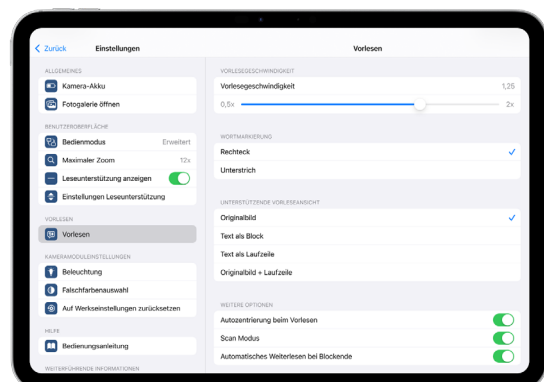 Zurück
Einstellungen
Vorlesen
ALLGEMEINES
Kamera-Akku
Fotogalerie öffnen
BENUTZEROBERFLÄCHE
Bedienmodus Erweitert
Maximaler Zoom 12x
Leseunterstützung anzeigen
Einstellungen Leseunterstützung
VORLESEN
Vorlesen
KAMERAMODULEINSTELLUNGEN
Beleuchtung
Falschfarbenauswahl
Auf Werkseinstellungen zurücksetzen
HILFE
Bedienungsanleitung
WEITERFÜHRENDE INFORMATIONEN
VORLESEGESCHWINDIGKEIT
Vorlesegeschwindigkeit 1,25
0,5x 2x
WORTMARKIERUNG
Rechteck
Unterstrich
UNTERSTÜTZENDE VORLESEANSICHT
Originalbild
Text als Block
Text als Laufzeile
Originalbild + Laufzeile
WEITERE OPTIONEN
Autozentrierung beim Vorlesen
Scan Modus
Automatisches Weiterlesen bei Blockende